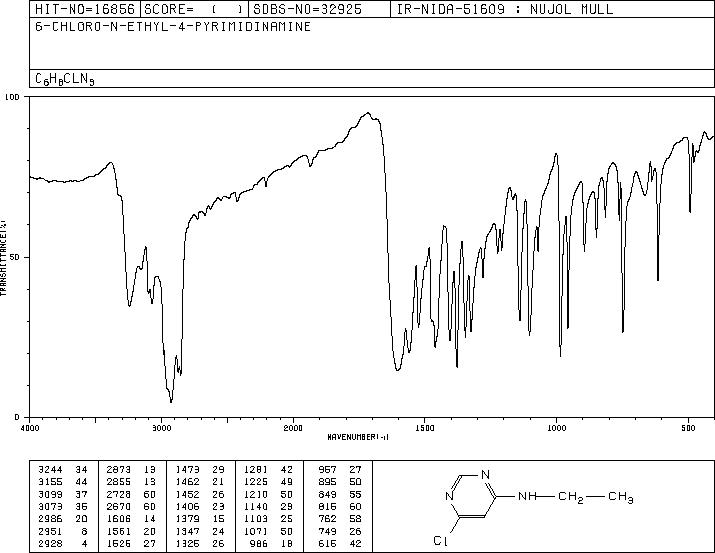 HIT-NO=16856 SCORE= ( ) SDBS-NO=32925 IR-NIDA-51609 : NUJOL MULL
6-CHLORO-N-ETHYL-4-PYRIMIDINAMINE
C6H8CLN3
100
50
0
TRANSMITTANCE(%)
4000 3000 2000 1500 1000 500
WAVENUMBER(-1)
3244 34 2873 13 1473 29 1281 42 957 27
3155 44 2855 13 1462 21 1225 49 895 50
3099 37 2728 60 1452 26 1210 50 849 55
3073 35 2670 60 1406 23 1140 29 816 60
2986 20 1606 14 1379 15 1103 25 762 58
2951 8 1561 20 1347 24 1071 50 749 26
2928 4 1526 27 1325 26 986 18 616 42
N
N
NH CH2 CH3
Cl